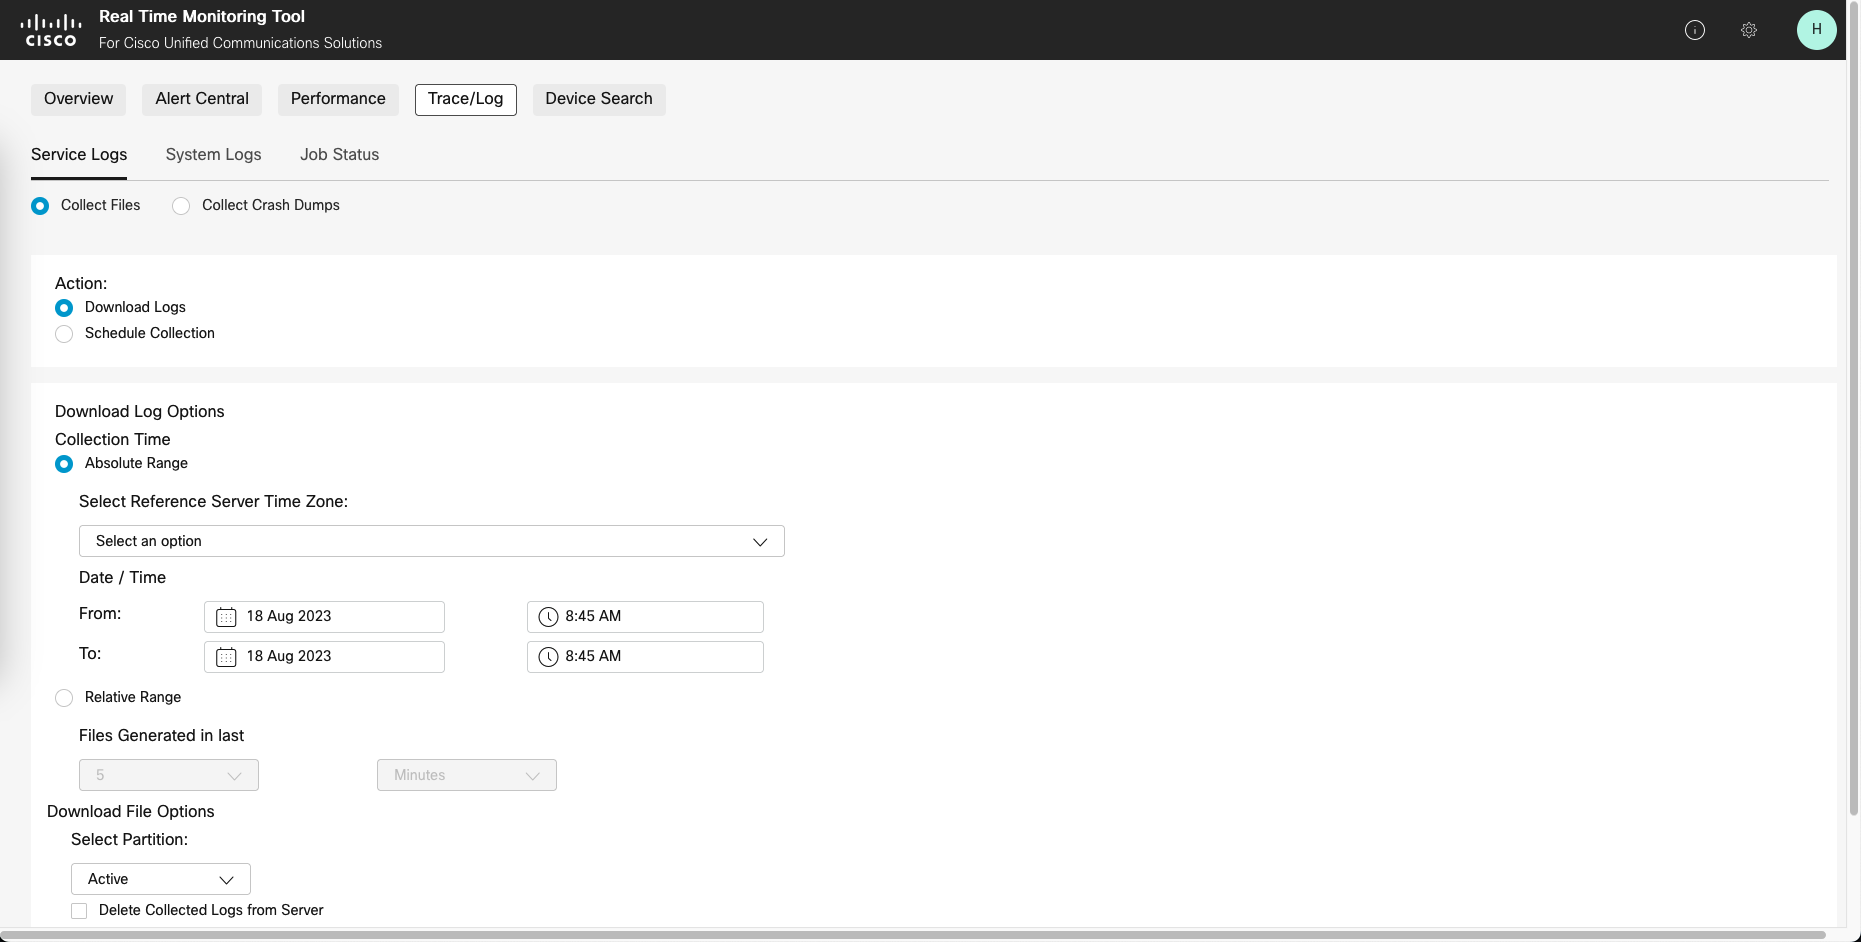 Real Time Monitoring Tool
CISCO
For Cisco Unified Communications Solutions
H
Overview
Alert Central
Performance
Trace/Log
Device Search
Service Logs
System Logs
Job Status
Collect Files
Collect Crash Dumps
Action:
Download Logs
Schedule Collection
Download Log Options
Collection Time
Absolute Range
Select Reference Server Time Zone:
Select an option
Date / Time
From:
18 Aug 2023
8:45 AM
To:
18 Aug 2023
8:45 AM
Relative Range
Files Generated in last
5
Minutes
Download File Options
Select Partition:
Active
Delete Collected Logs from Server